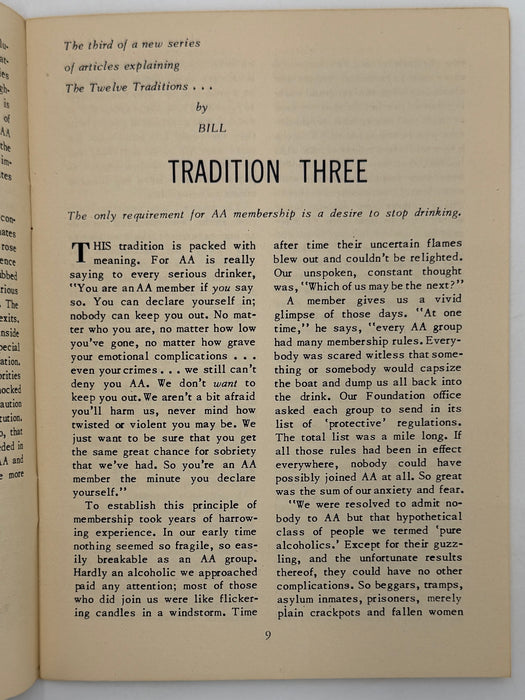 The third of a new series
of articles explaining
The Twelve Traditions . . .
by
BILL
TRADITION THREE
The only requirement for AA membership is a desire to stop drinking.
THIS tradition is packed with
meaning. For AA is really
saying to every serious drinker,
"You are an AA member if you say
so. You can declare yourself in;
nobody can keep you out. No mat-
ter who you are, no matter how low
you've gone, no matter how grave
your emotional complications . . .
even your crimes . . . we still can't
deny you AA. We don't want to
keep you out. We aren't a bit afraid
you'll harm us, never mind how
twisted or violent you may be. We
just want to be sure that you get
the same great chance for sobriety
that we've had. So you're an AA
member the minute you declare
yourself."
To establish this principle of
membership took years of harrow-
ing experience. In our early time
nothing seemed so fragile, so eas-
ily breakable as an AA group.
Hardly an alcoholic we approached
paid any attention; most of those
who did join us were like flicker-
ing candles in a windstorm. Time
after time their uncertain flames
blew out and couldn't be relighted.
Our unspoken, constant thought
was, "Which of us may be the next?"
A member gives us a vivid
glimpse of those days. "At one
time," he says, "every AA group
had many membership rules. Every-
body was scared witless that some-
thing or somebody would capsize
the boat and dump us all back into
the drink. Our Foundation office
asked each group to send in its
list of 'protective' regulations.
The total list was a mile long. If
all those rules had been in effect
everywhere, nobody could have
possibly joined AA at all. So great
was the sum of our anxiety and fear.
"We were resolved to admit no-
body to AA but that hypothetical
class of people we termed 'pure
alcoholics.' Except for their guzz-
ling, and the unfortunate results
thereof, they could have no other
complications. So beggars, tramps,
asylum inmates, prisoners, merely
plain crackpots and fallen women
9